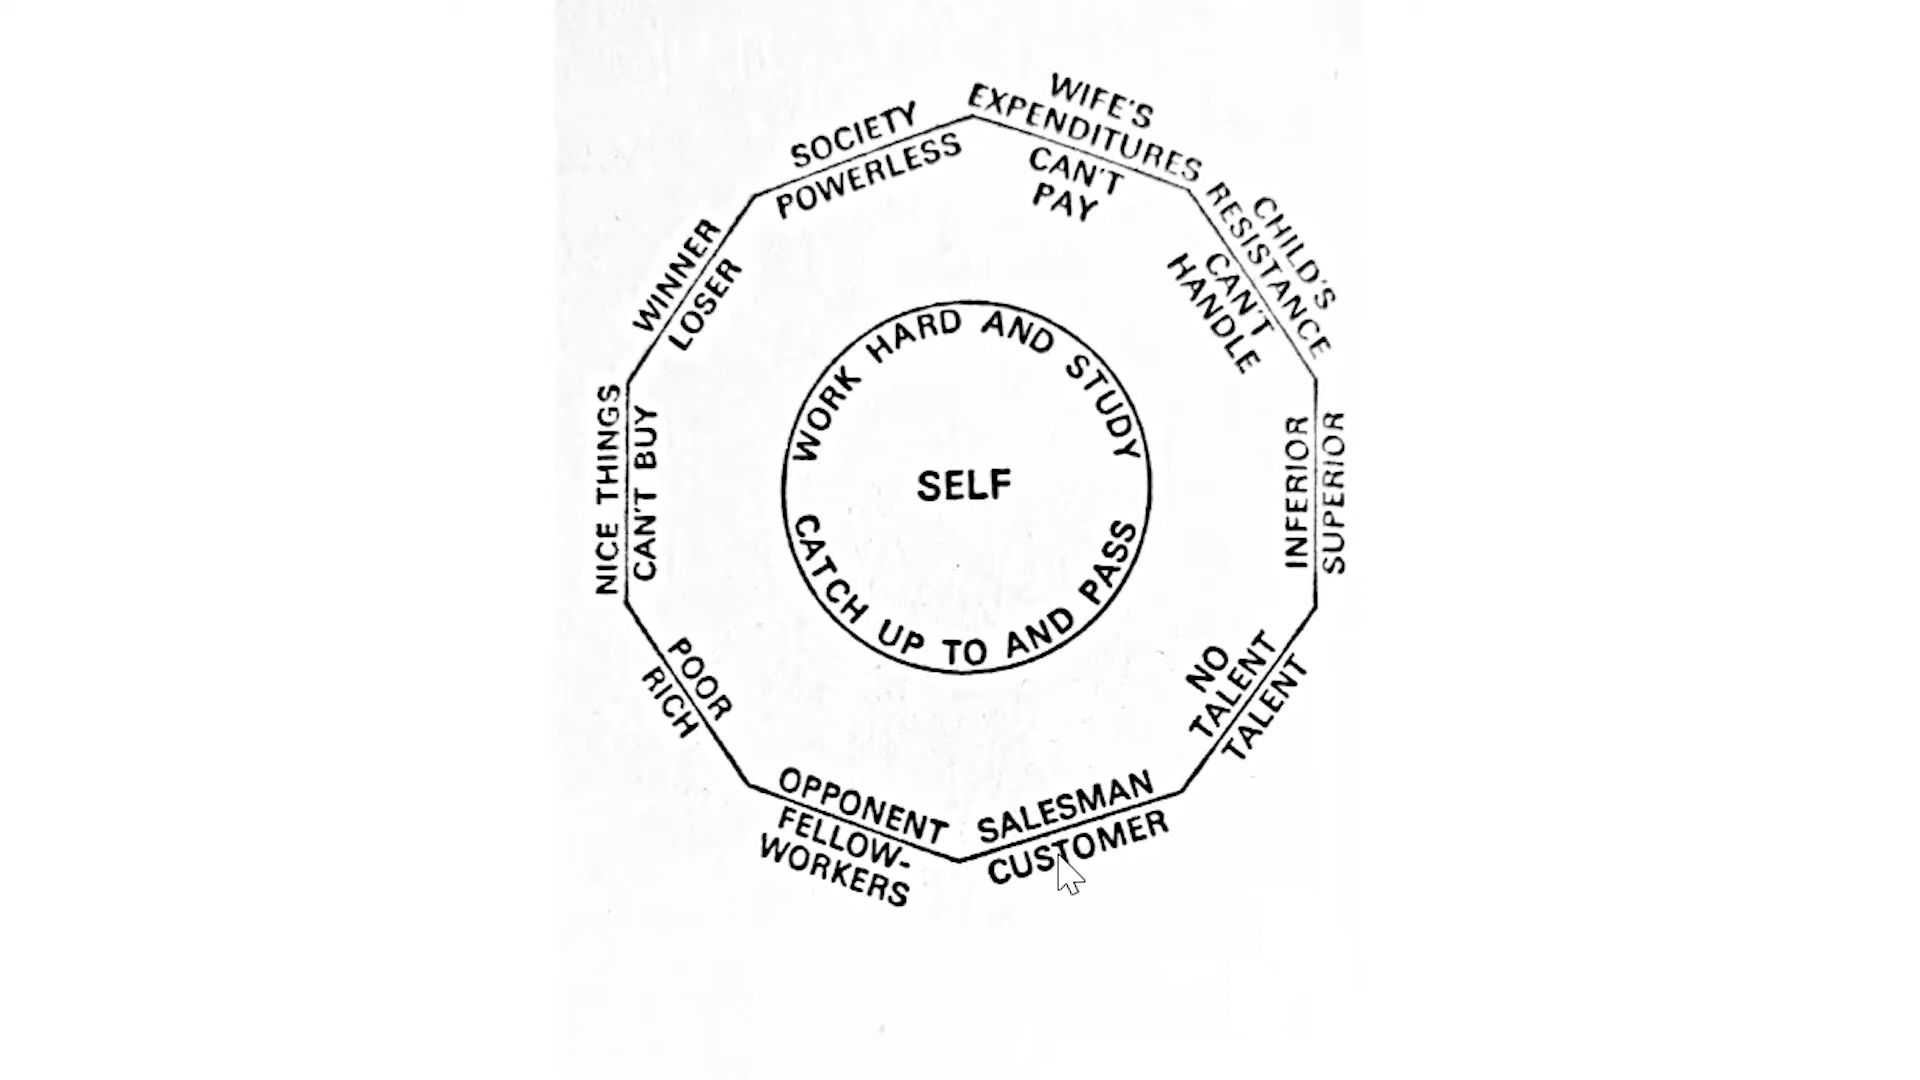 WIFE'S
EXPENDITURES
CAN'T
PAY
CHILD'S
RESISTANCE
CAN'T
HANDLE
INFERIOR
SUPERIOR
NO
TALENT
TALENT
SALESMAN
CUSTOMER
OPPONENT
FELLOW-
WORKERS
POOR
RICH
NICE THINGS
CAN'T BUY
WINNER
LOSER
SOCIETY
POWERLESS
WORK HARD AND STUDY
SELF
CATCH UP TO AND PASS